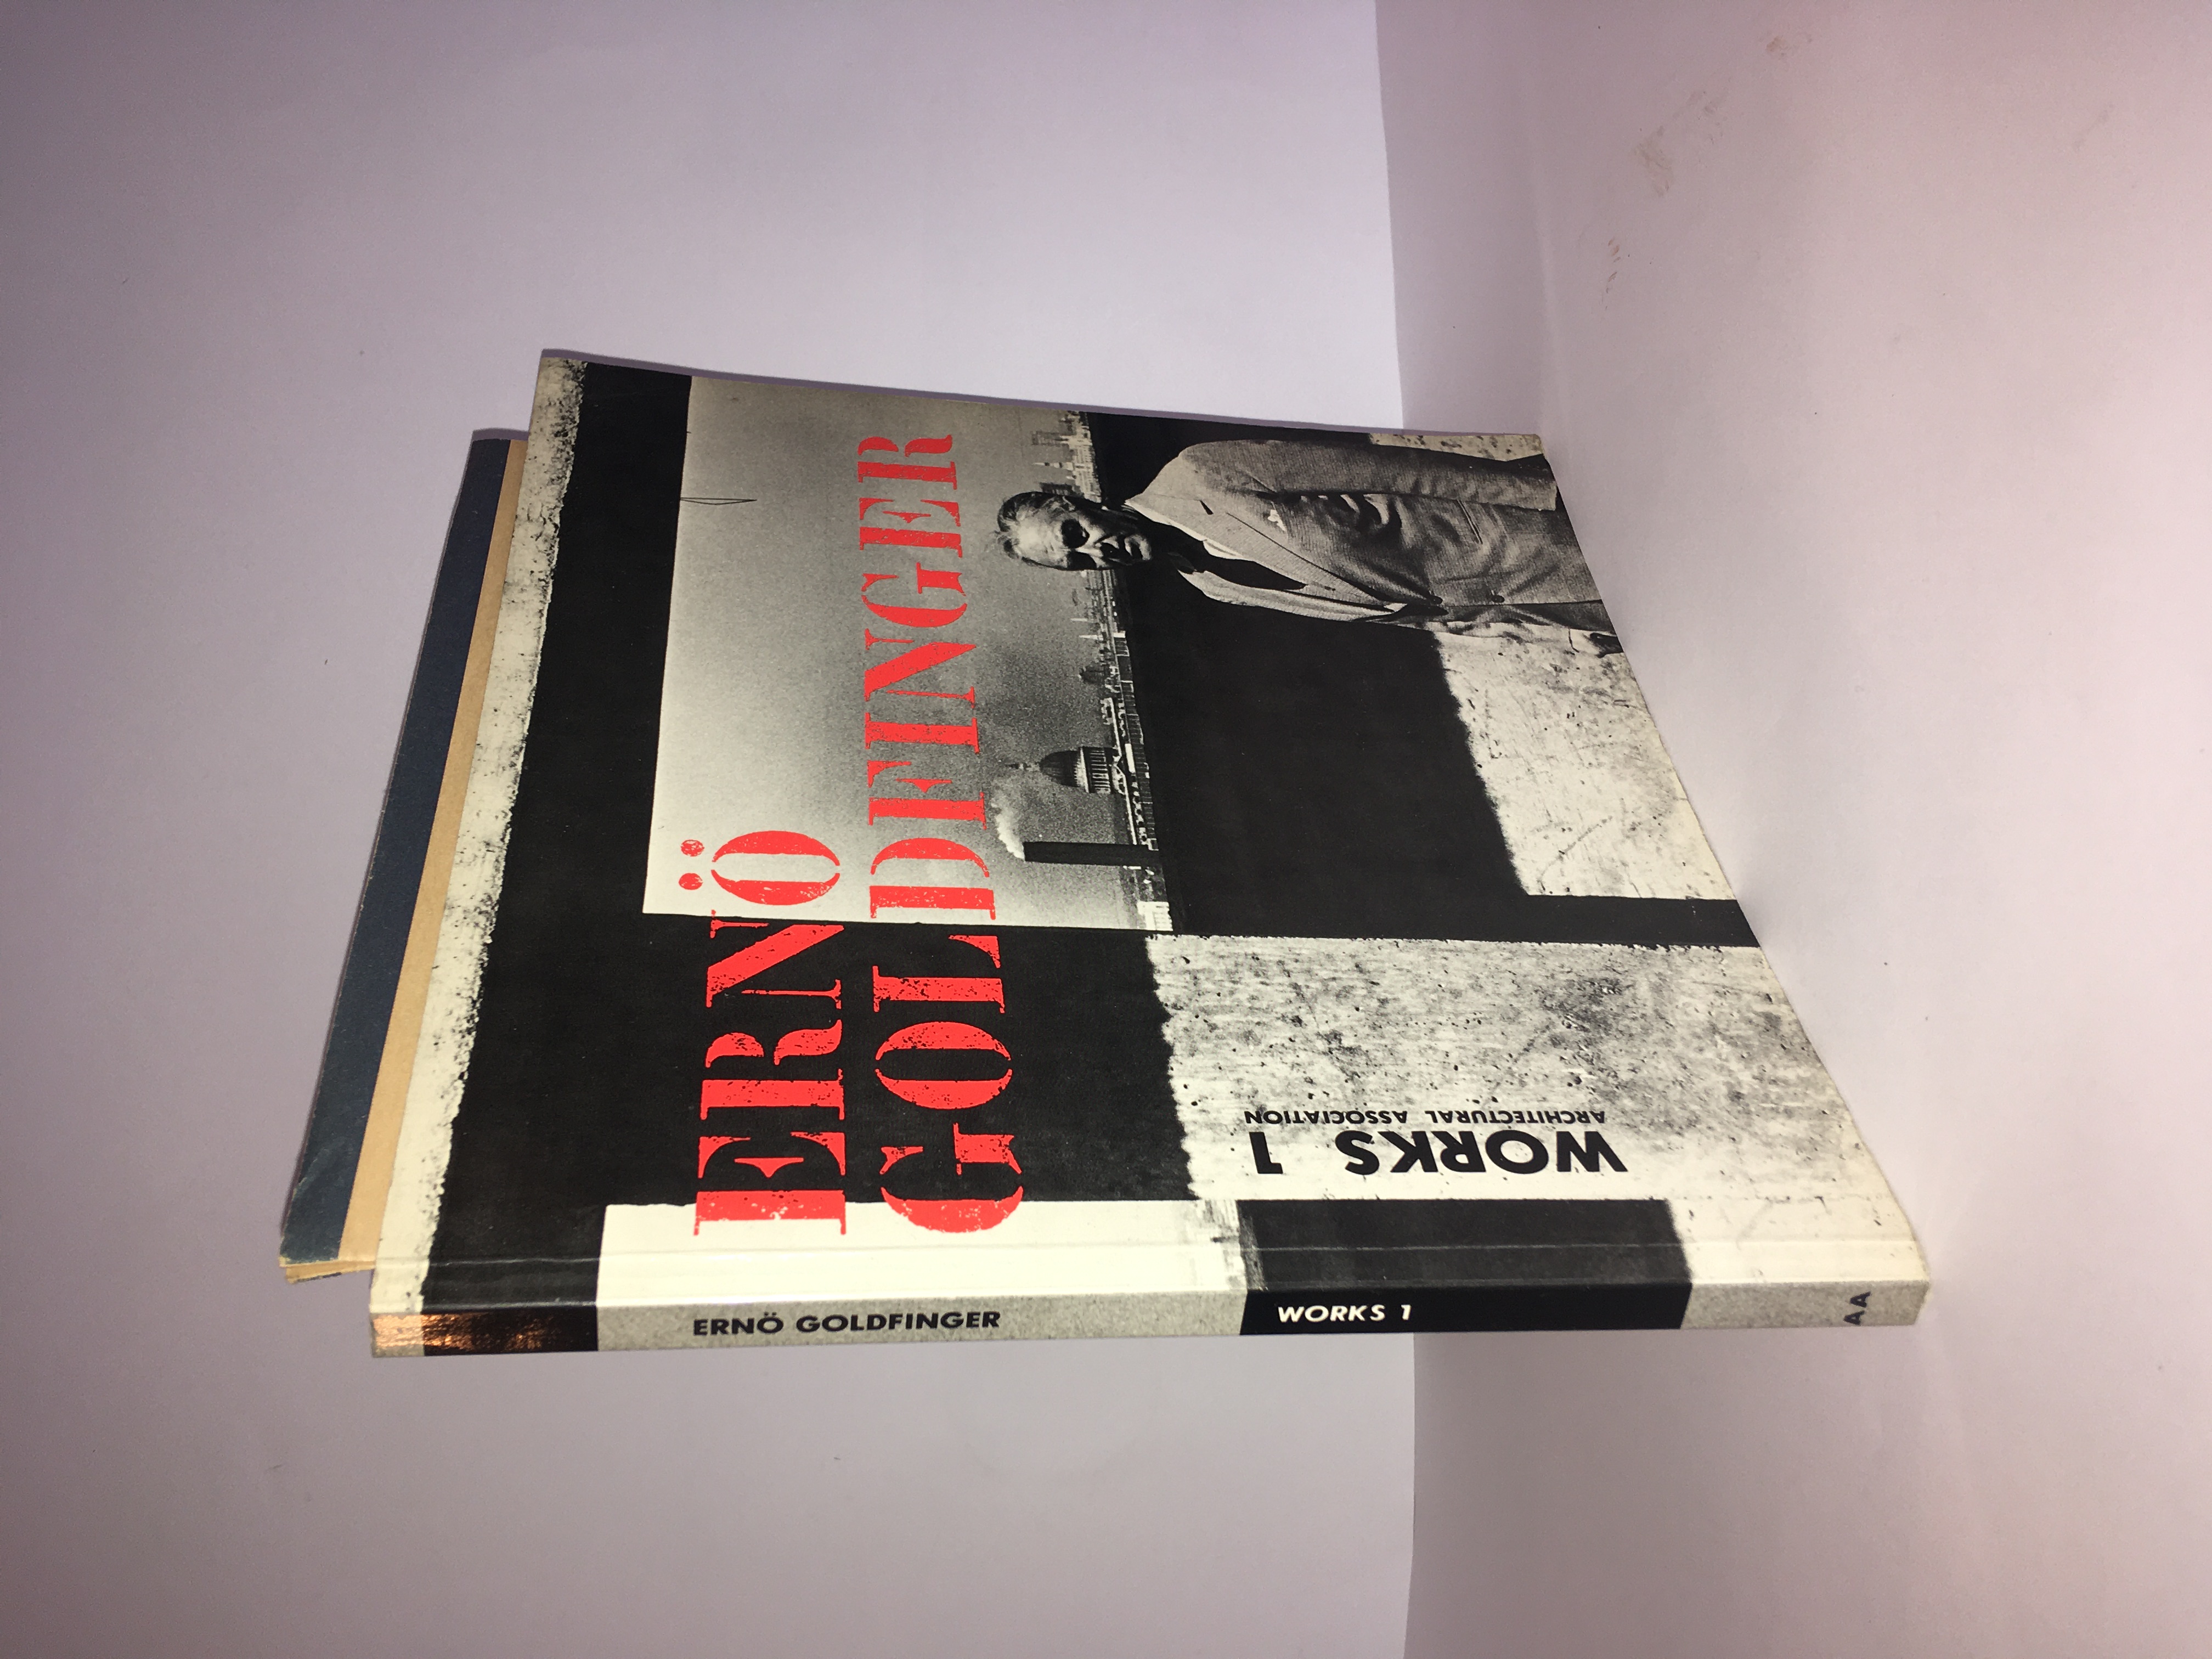 ERNÖ
GOLDFINGER
WORKS 1
ARCHITECTURAL ASSOCIATION
ERNÖ GOLDFINGER
WORKS 1
AA